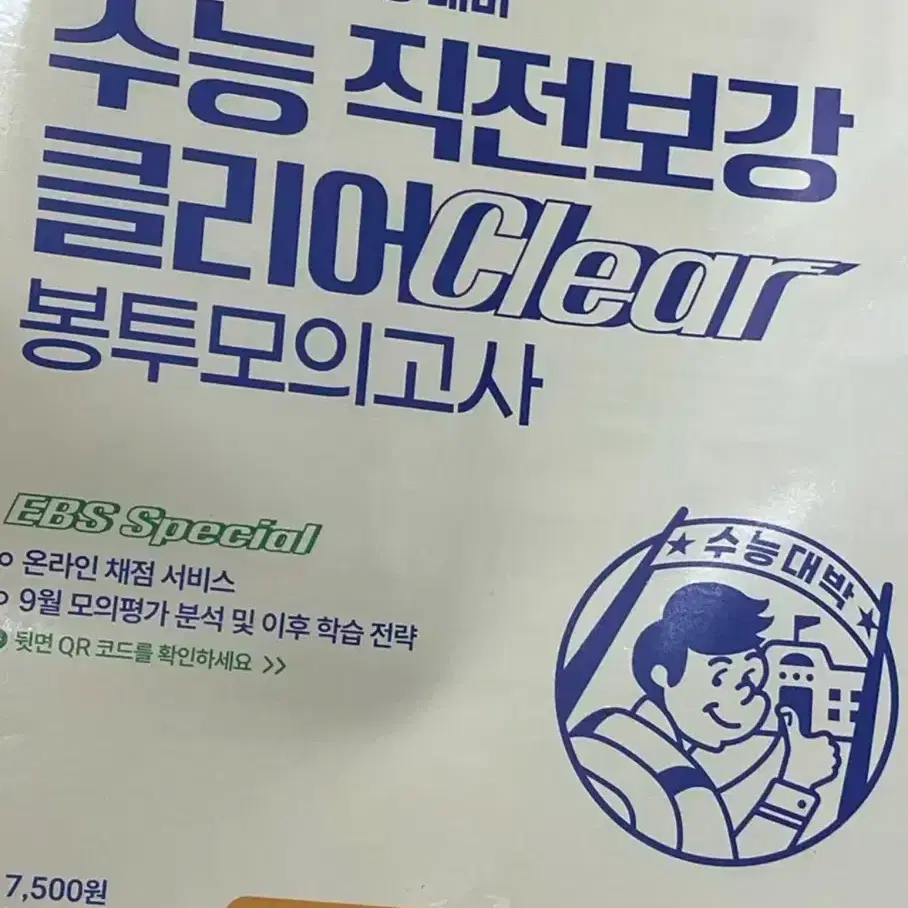 대비
수능 직전보강
클리어Clear
봉투모의고사
EBS Special
온라인 채점 서비스
9월 모의평가 분석 및 이후 학습 전략
뒷면 QR 코드를 확인하세요 >>
★ 수능대박 ★
7,500원